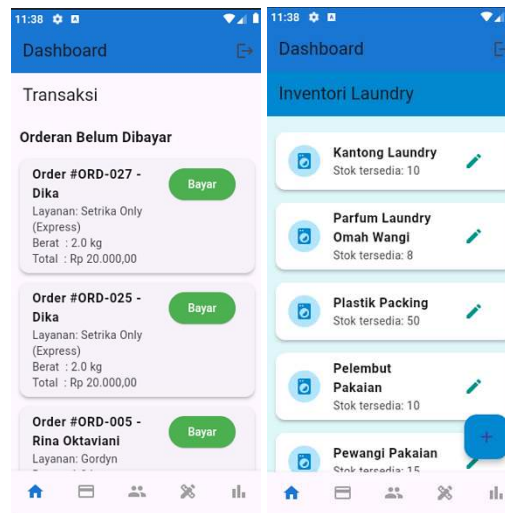 11:38
Dashboard
Transaksi
Orderan Belum Dibayar
Order #ORD-027 -
Dika
Layanan: Setrika Only
(Express)
Berat : 2.0 kg
Total : Rp 20.000,00
Bayar
Order #ORD-025 -
Dika
Layanan: Setrika Only
(Express)
Berat : 2.0 kg
Total : Rp 20.000,00
Bayar
Order #ORD-005 -
Rina Oktaviani
Layanan: Gordyn
Bayar
11:38
Dashboard
Inventori Laundry
Kantong Laundry
Stok tersedia: 10
Parfum Laundry
Omah Wangi
Stok tersedia: 8
Plastik Packing
Stok tersedia: 50
Pelembut
Pakaian
Stok tersedia: 10
Pewangi Pakaian
Stok tersedia: 15
+